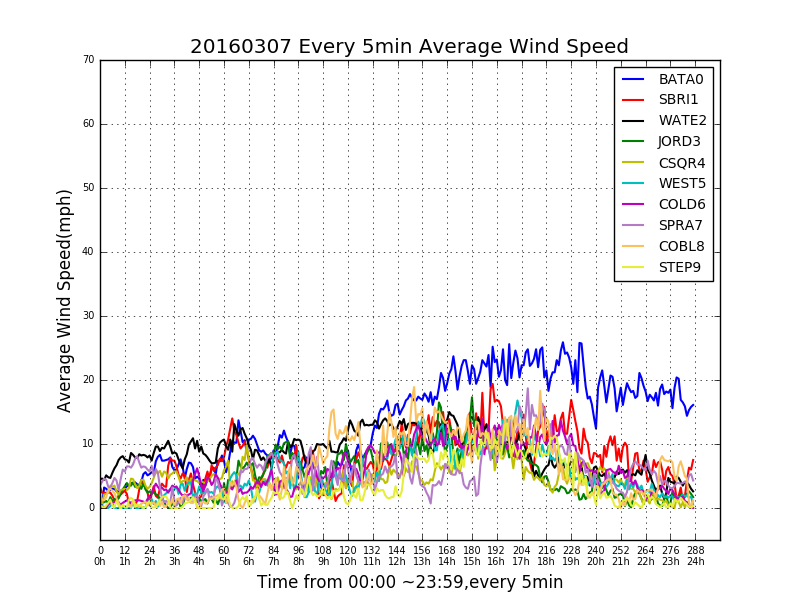 20160307 Every 5min Average Wind Speed
70
60
50
40
30
20
10
0
Average Wind Speed(mph)
BATA0
SBRI1
WATE2
JORD3
CSQR4
WEST5
COLD6
SPRA7
COBL8
STEP9
0 12 24 36 48 60 72 84 96 108 120 132 144 156 168 180 192 204 216 228 240 252 264 276 288
0h 1h 2h 3h 4h 5h 6h 7h 8h 9h 10h 11h 12h 13h 14h 15h 16h 17h 18h 19h 20h 21h 22h 23h 24h
Time from 00:00 ~23:59,every 5min